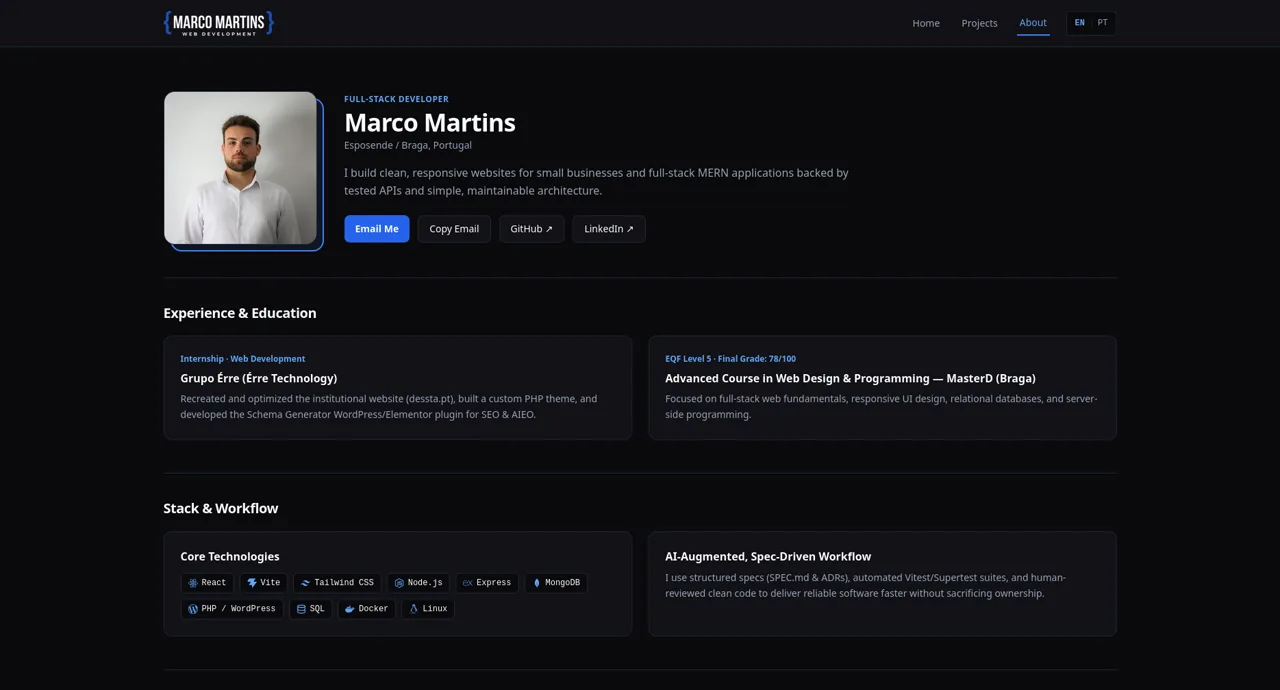 { MARCO MARTINS }
WEB DEVELOPMENT
Home
Projects
About
EN
PT
FULL-STACK DEVELOPER
Marco Martins
Esposende / Braga, Portugal
I build clean, responsive websites for small businesses and full-stack MERN applications backed by
tested APIs and simple, maintainable architecture.
Email Me
Copy Email
GitHub ↗
LinkedIn ↗
Experience & Education
Internship · Web Development
Grupo Érre (Érre Technology)
Recreated and optimized the institutional website (dessta.pt), built a custom PHP theme, and
developed the Schema Generator WordPress/Elementor plugin for SEO & AIEO.
EQF Level 5 · Final Grade: 78/100
Advanced Course in Web Design & Programming — MasterD (Braga)
Focused on full-stack web fundamentals, responsive UI design, relational databases, and server-
side programming.
Stack & Workflow
Core Technologies
React
Vite
Tailwind CSS
Node.js
ex Express
MongoDB
PHP / WordPress
SQL
Docker
Linux
AI-Augmented, Spec-Driven Workflow
I use structured specs (SPEC.md & ADRs), automated Vitest/Supertest suites, and human-
reviewed clean code to deliver reliable software faster without sacrificing ownership.